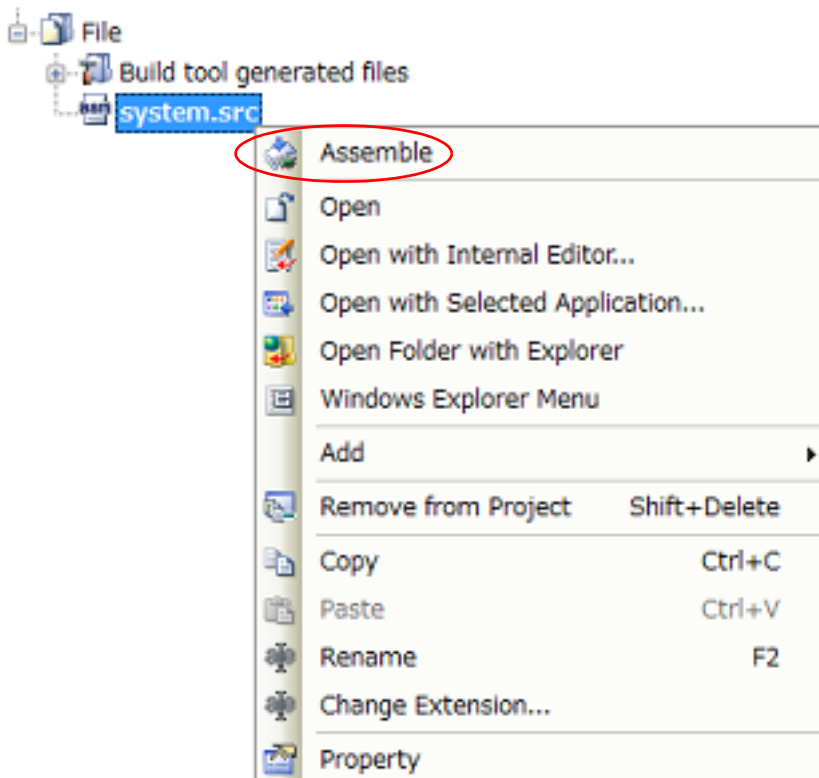 File
Build tool generated files
system.src
Assemble
Open
Open with Internal Editor...
Open with Selected Application...
Open Folder with Explorer
Windows Explorer Menu
Add
Remove from Project Shift+Delete
Copy Ctrl+C
Paste Ctrl+V
Rename F2
Change Extension...
Property